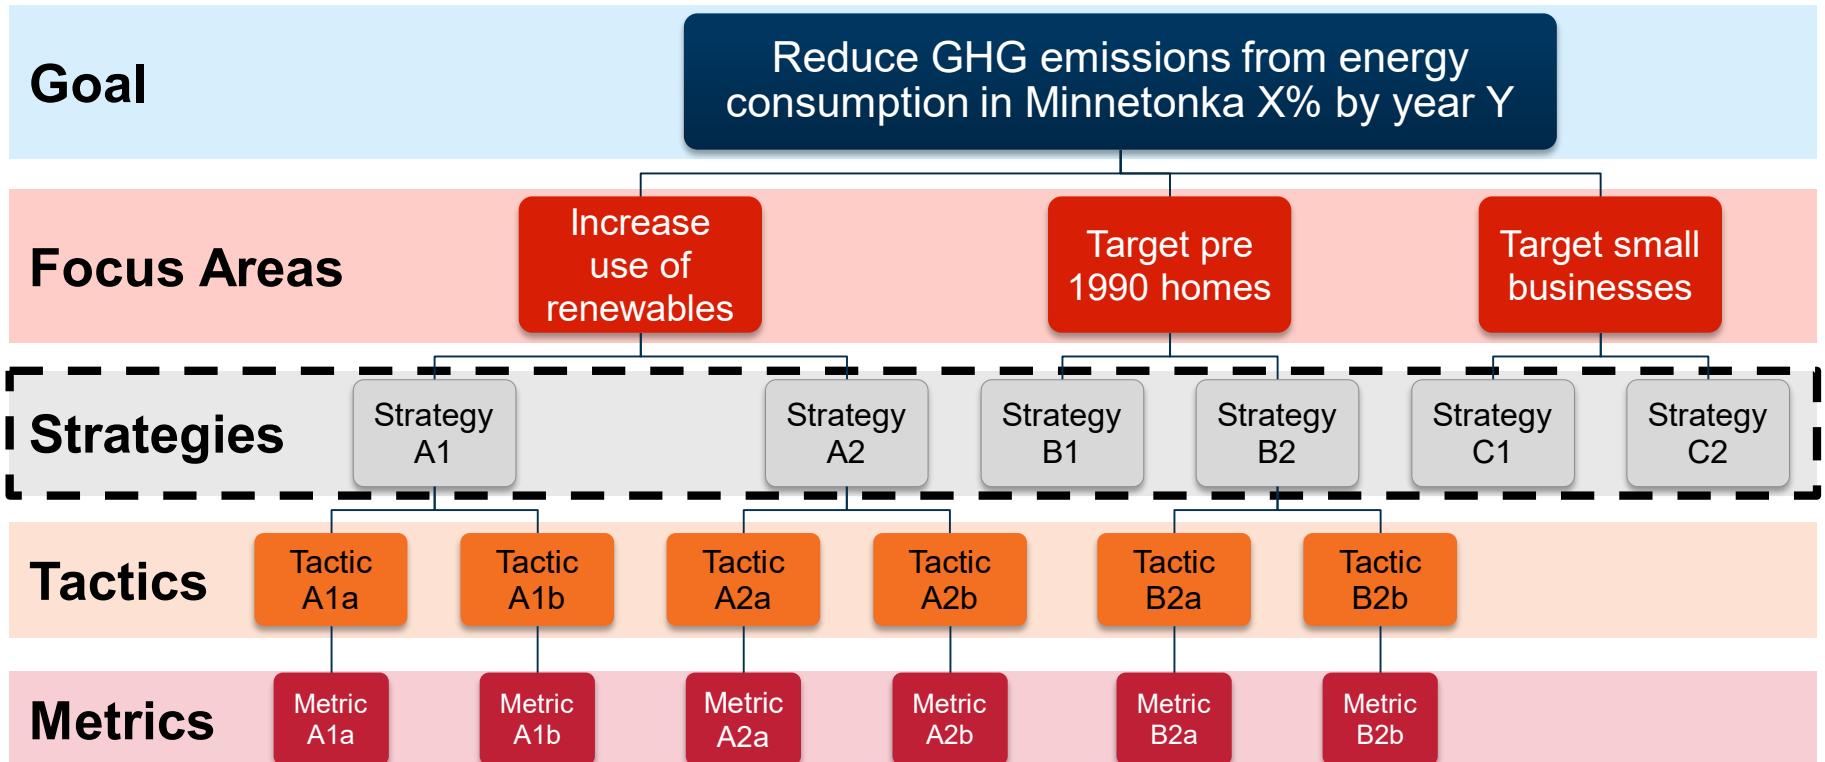 Goal
Reduce GHG emissions from energy
consumption in Minnetonka X% by year Y
Focus Areas
Increase
use of
renewables
Target pre
1990 homes
Target small
businesses
Strategies
Strategy
A1
Strategy
A2
Strategy
B1
Strategy
B2
Strategy
C1
Strategy
C2
Tactics
Tactic
A1a
Tactic
A1b
Tactic
A2a
Tactic
A2b
Tactic
B2a
Tactic
B2b
Metrics
Metric
A1a
Metric
A1b
Metric
A2a
Metric
A2b
Metric
B2a
Metric
B2b